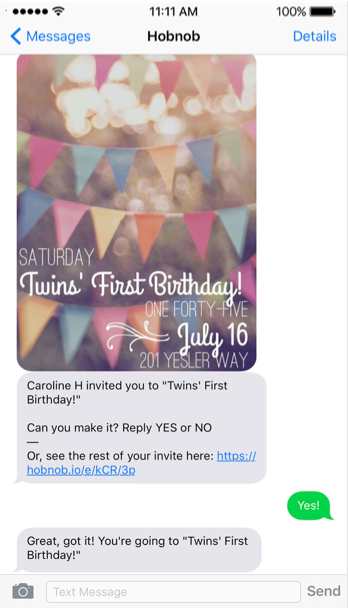 11:11 AM
100%
Messages
Hobnob
Details
SATURDAY
Twins' First Birthday!
ONE FORTY-FIVE
July 16
201 YESLER WAY
Caroline H invited you to "Twins' First
Birthday!"
Can you make it? Reply YES or NO
—
Or, see the rest of your invite here: https://
hobnob.io/e/kCR/3p
Yes!
Great, got it! You're going to "Twins' First
Birthday!"
Text Message
Send